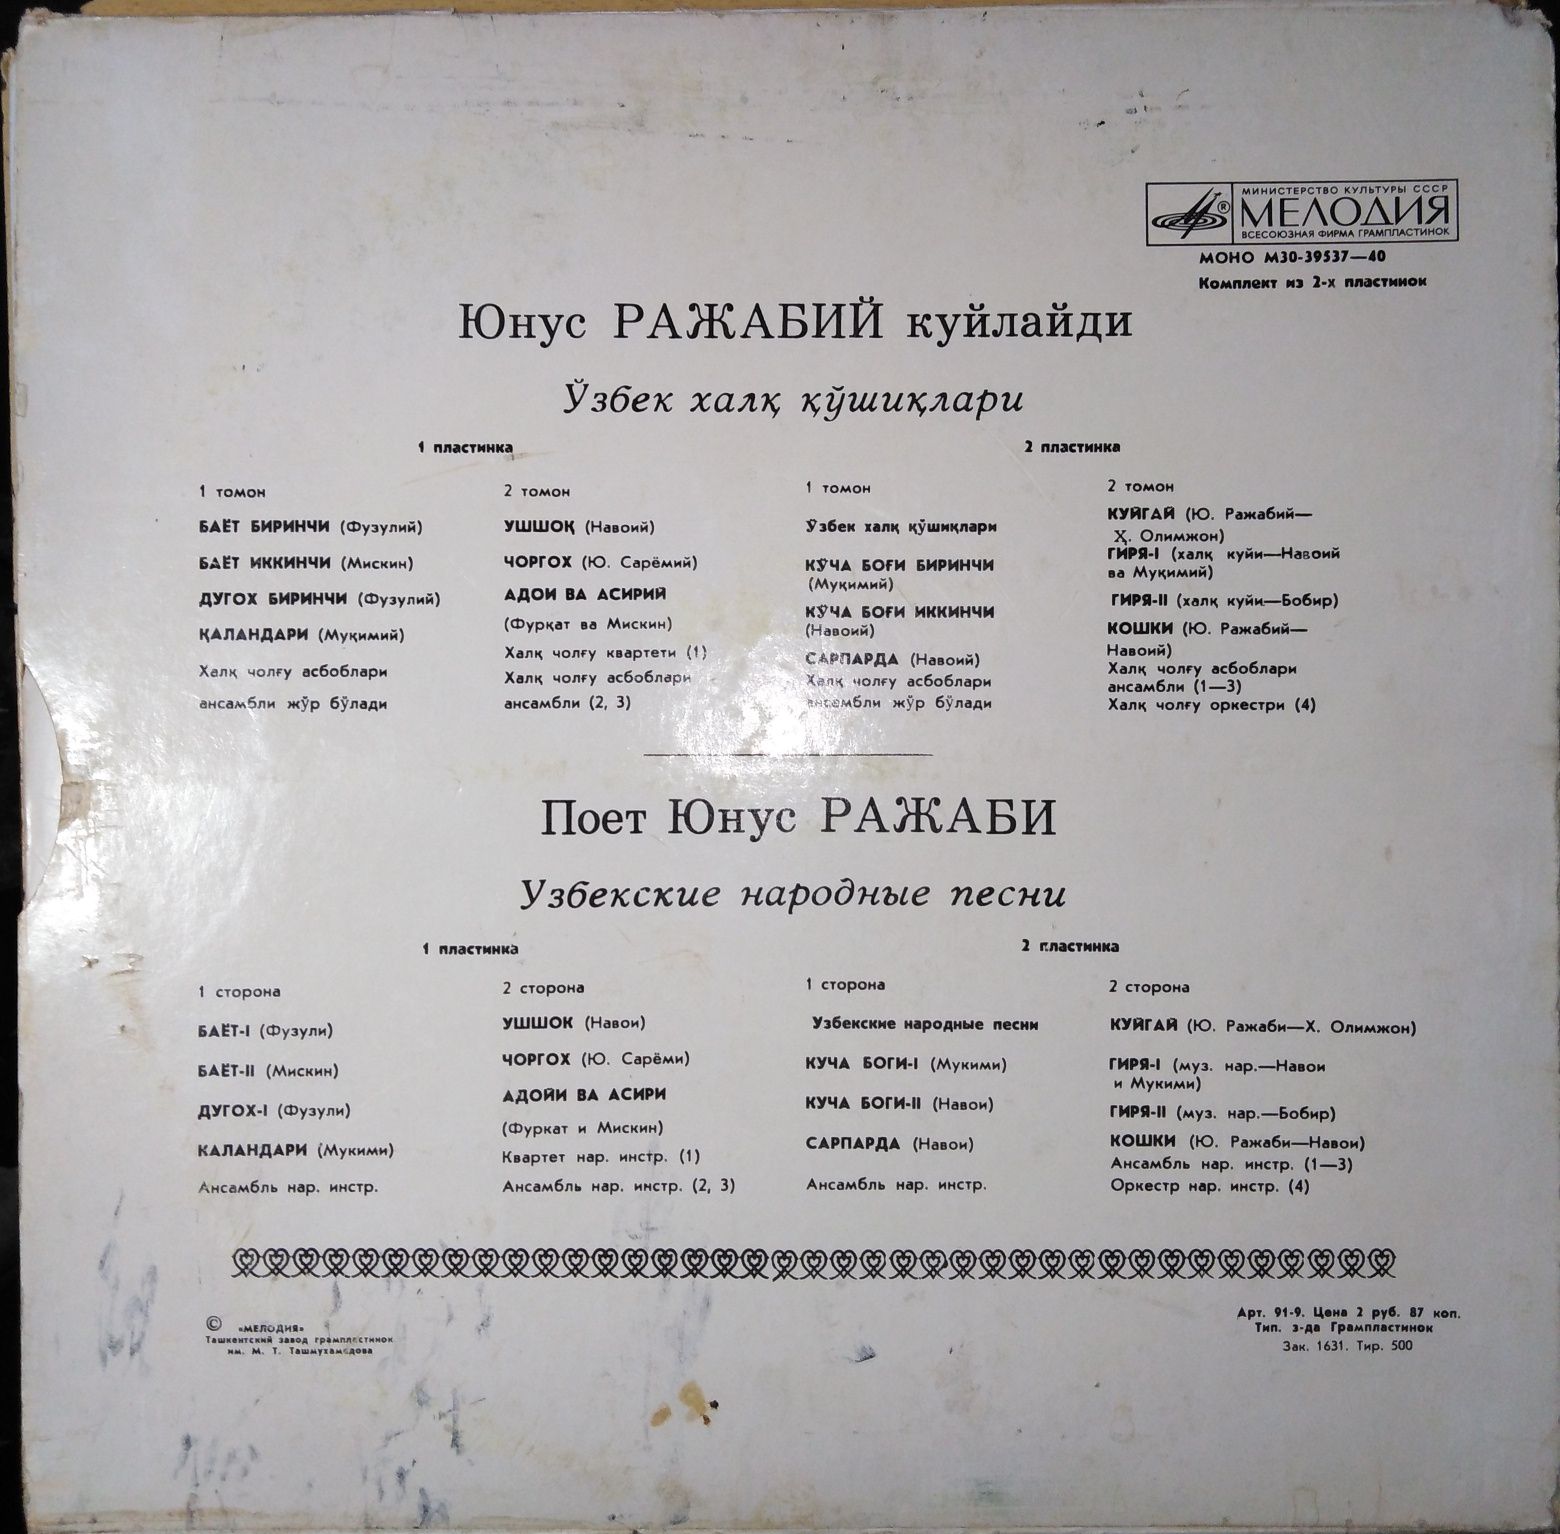 МИНИСТЕРСТВО КУЛЬТУРЫ СССР
МЕЛОДИЯ
ВСЕСОЮЗНАЯ ФИРМА ГРАМПЛАСТИНОК
МОНО М30-39537—40
Комплект из 2-х пластинок
Юнус РАЖАБИЙ куйлайди
Ўзбек халқ қўшиқлари
1 пластинка
1 томон
БАЁТ БИРИНЧИ (Фузулий)
БАЁТ ИККИНЧИ (Мискин)
ДУГОХ БИРИНЧИ (Фузулий)
ҚАЛАНДАРИ (Муқимий)
Халқ чолғу асбоблари
ансамбли жўр бўлади
2 томон
УШШОҚ (Навоий)
ЧОРГОХ (Ю. Сарёмий)
АДОИ ВА АСИРИЙ
(Фурқат ва Мискин)
Халқ чолғу квартети (1)
Халқ чолғу асбоблари
ансамбли (2, 3)
2 пластинка
1 томон
Ўзбек халқ қўшиқлари
КЎЧА БОҒИ БИРИНЧИ
(Муқимий)
КЎЧА БОҒИ ИККИНЧИ
(Навоий)
САРПАРДА (Навоий)
Халқ чолғу асбоблари
ансамбли жўр бўлади
2 томон
КУЙГАЙ (Ю. Ражабий—
Ҳ. Олимжон)
ГИРЯ-I (халқ куйи—Навоий
ва Муқимий)
ГИРЯ-II (халқ куйи—Бобир)
КОШКИ (Ю. Ражабий—
Навоий)
Халқ чолғу асбоблари
ансамбли (1—3)
Халқ чолғу оркестри (4)
Поет Юнус РАЖАБИ
Узбекские народные песни
1 пластинка
1 сторона
БАЁТ-I (Фузули)
БАЁТ-II (Мискин)
ДУГОХ-I (Фузули)
КАЛАНДАРИ (Мукими)
Ансамбль нар. инстр.
2 сторона
УШШОК (Навои)
ЧОРГОХ (Ю. Сарёми)
АДОЙИ ВА АСИРИ
(Фуркат и Мискин)
Квартет нар. инстр. (1)
Ансамбль нар. инстр. (2, 3)
2 пластинка
1 сторона
Узбекские народные песни
КУЧА БОГИ-I (Мукими)
КУЧА БОГИ-II (Навои)
САРПАРДА (Навои)
Ансамбль нар. инстр.
2 сторона
КУЙГАЙ (Ю. Ражаби—Х. Олимжон)
ГИРЯ-I (муз. нар.—Навои
и Мукими)
ГИРЯ-II (муз. нар.—Бобир)
КОШКИ (Ю. Ражаби—Навои)
Ансамбль нар. инстр. (1—3)
Оркестр нар. инстр. (4)
© «МЕЛОДИЯ»
Ташкентский завод грампластинок
им. М. Т. Ташмухамедова
Арт. 91-9. Цена 2 руб. 87 коп.
Тип. з-да Грампластинок
Зак. 1631. Тир. 500